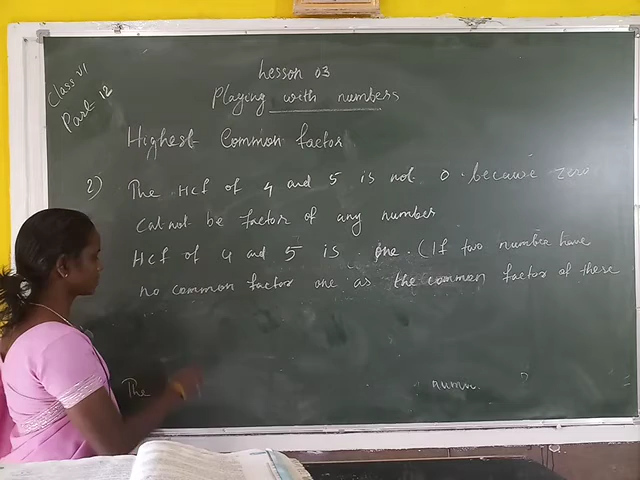 Class VI
Part 12
Lesson 03
Playing with numbers
Highest Common factor
2) The Hcf of 4 and 5 is not 0. because zero
cat-not be factor of any number
Hcf of 4 and 5 is one. (If two number have
no common factor one as the common factor of these
The